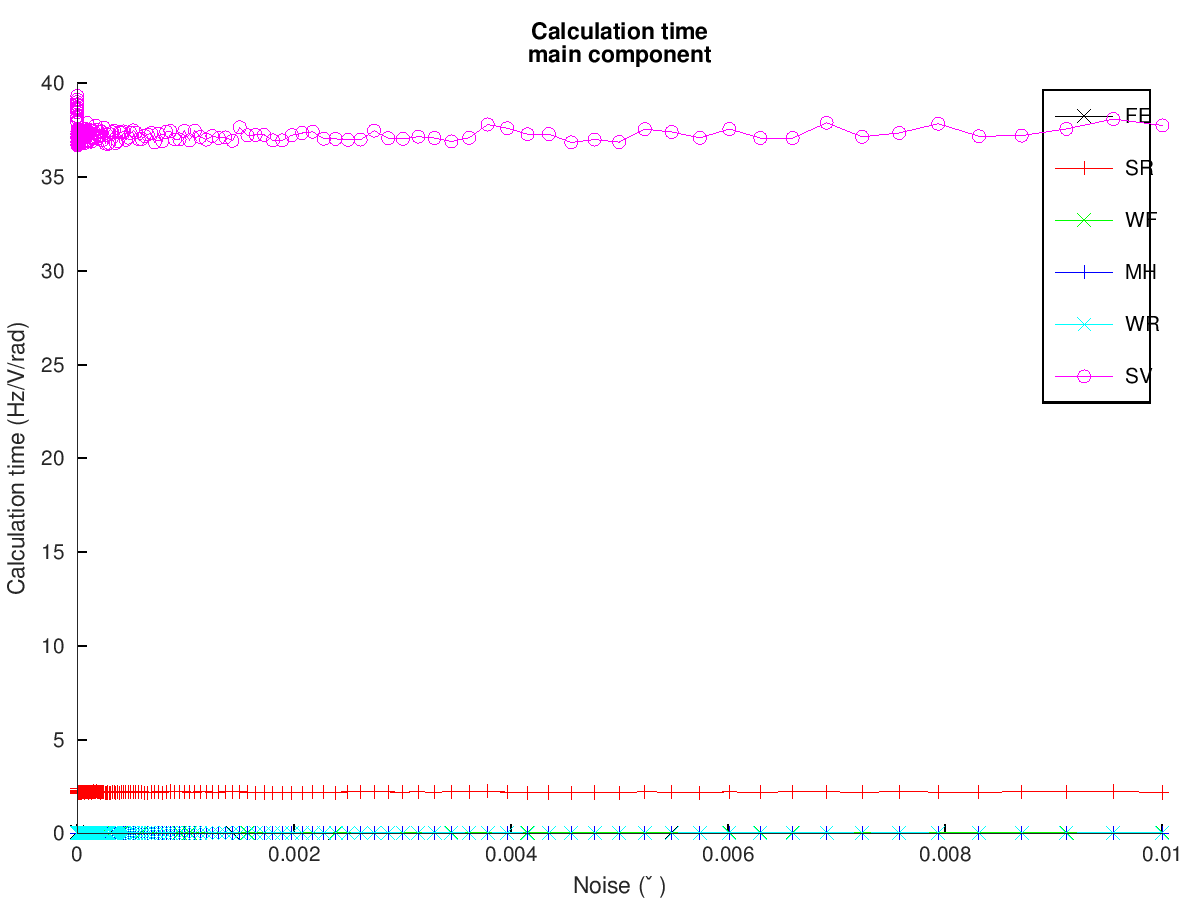 Calculation time
main component
40
35
30
25
20
15
10
5
0
Calculation time (Hz/V/rad)
FF
SR
WF
MH
WR
SV
0
0.002
0.004
0.006
0.008
0.01
Noise (ˇ )